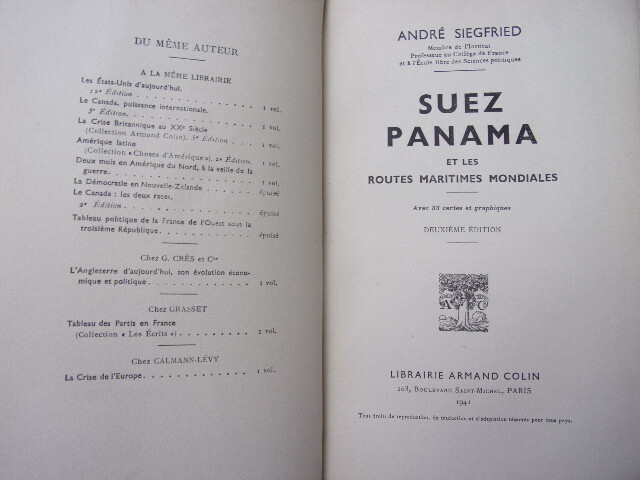 DU MÊME AUTEUR
A LA MÊME LIBRAIRIE
Les États-Unis d'aujourd'hui.
12e Édition . . . . . . . . . . . . . . 1 vol.
Le Canada, puissance internationale.
3e Édition. . . . . . . . . . . . . . . 1 vol.
La Crise Britannique au XXe Siècle
(Collection Armand Colin), 5e Édition . . . 1 vol.
Amérique latine
(Collection « Choses d'Amérique »), 2e Édition. 1 vol.
Deux mois en Amérique du Nord, à la veille de la
guerre. . . . . . . . . . . . . . . . . 1 vol.
La Démocratie en Nouvelle-Zélande . . . . . épuisé
Le Canada : les deux races,
2e Édition . . . . . . . . . . . . . . épuisé
Tableau politique de la France de l'Ouest sous la
troisième République . . . . . . . . . . épuisé
Chez G. CRÈS et Cie
L'Angleterre d'aujourd'hui, son évolution écono-
mique et politique . . . . . . . . . . . 1 vol.
Chez GRASSET
Tableau des Partis en France
(Collection « Les Écrits ») . . . . . . . . 1 vol.
Chez CALMANN-LÉVY
La Crise de l'Europe . . . . . . . . . . . 1 vol.
ANDRÉ SIEGFRIED
Membre de l'Institut
Professeur au Collège de France
et à l'École libre des Sciences politiques
SUEZ
PANAMA
ET LES
ROUTES MARITIMES MONDIALES
Avec 33 cartes et graphiques
DEUXIÈME ÉDITION
A C
LIBRAIRIE ARMAND COLIN
103, BOULEVARD SAINT-MICHEL, PARIS
1941
Tous droits de reproduction, de traduction et d'adaptation réservés pour tous pays.